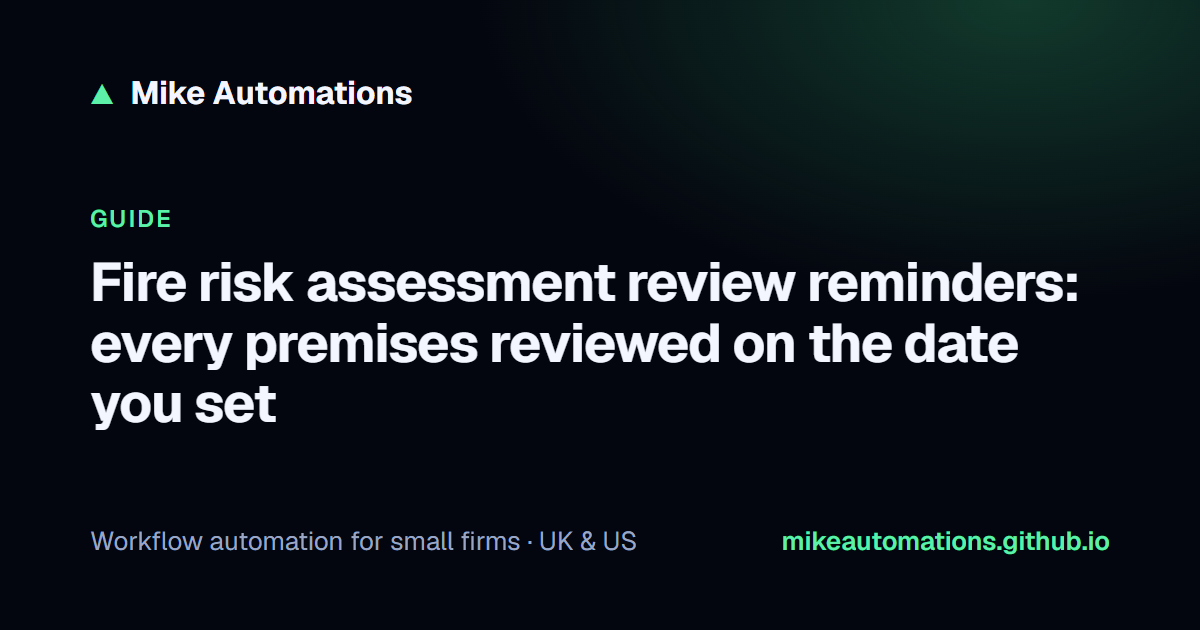 Mike Automations
GUIDE
Fire risk assessment review reminders:
every premises reviewed on the date
you set
Workflow automation for small firms · UK & US
mikeautomations.github.io